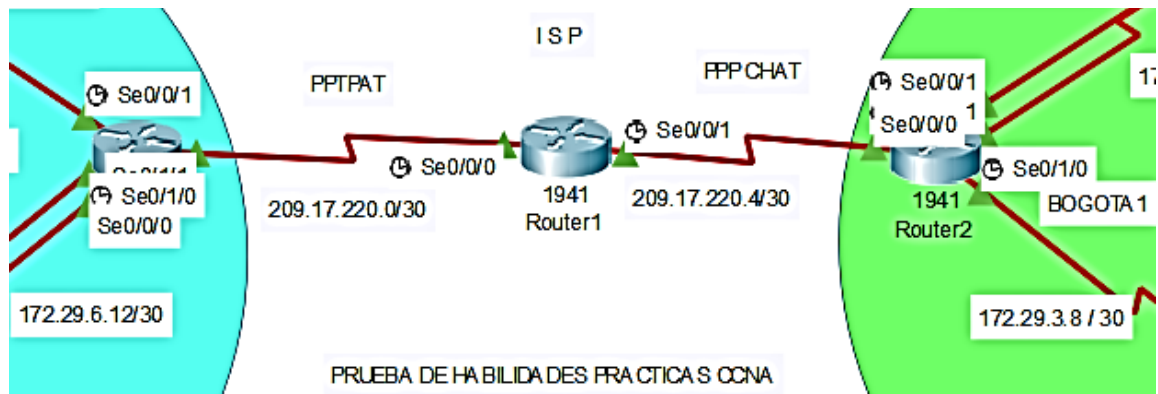 I S P
PPTPAT
PPP CHAT
17
Se0/0/1
Se0/0/1
Se0/0/1
1
Se0/0/0
Se0/0/0
Se0/1/0
Se0/1/0
Se0/0/0
1941
Router1
1941
Router2
BOGOTA 1
209.17.220.0/30
209.17.220.4/30
172.29.6.12/30
172.29.3.8 / 30
PRUEBA DE HABILIDADES PRACTICAS CCNA